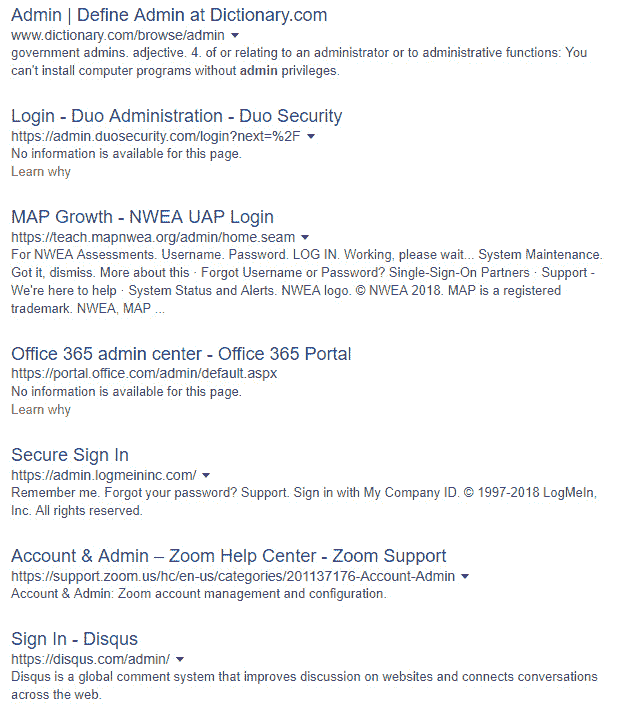 Admin | Define Admin at Dictionary.com
www.dictionary.com/browse/admin
government admins. adjective. 4. of or relating to an administrator or to administrative functions: You
can't install computer programs without admin privileges.
Login - Duo Administration - Duo Security
https://admin.duosecurity.com/login?next=%2F
No information is available for this page.
Learn why
MAP Growth - NWEA UAP Login
https://teach.mapnwea.org/admin/home.seam
For NWEA Assessments. Username. Password. LOG IN. Working, please wait... System Maintenance.
Got it, dismiss. More about this · Forgot Username or Password? Single-Sign-On Partners · Support -
We're here to help · System Status and Alerts. NWEA logo. © NWEA 2018. MAP is a registered
trademark. NWEA, MAP ...
Office 365 admin center - Office 365 Portal
https://portal.office.com/admin/default.aspx
No information is available for this page.
Learn why
Secure Sign In
https://admin.logmeininc.com/
Remember me. Forgot your password? Support. Sign in with My Company ID. © 1997-2018 LogMeIn,
Inc. All rights reserved.
Account & Admin – Zoom Help Center - Zoom Support
https://support.zoom.us/hc/en-us/categories/201137176-Account-Admin
Account & Admin: Zoom account management and configuration.
Sign In - Disqus
https://disqus.com/admin/
Disqus is a global comment system that improves discussion on websites and connects conversations
across the web.